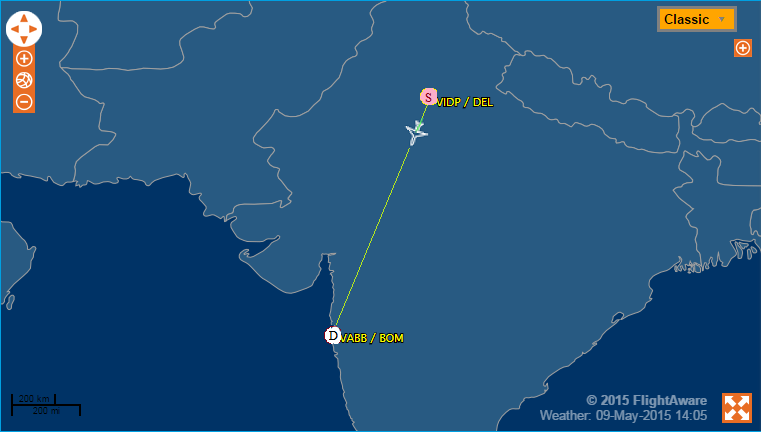 Classic
S
VIDP / DEL
D
VABB / BOM
200 km
200 mi
© 2015 FlightAware
Weather: 09-May-2015 14:05